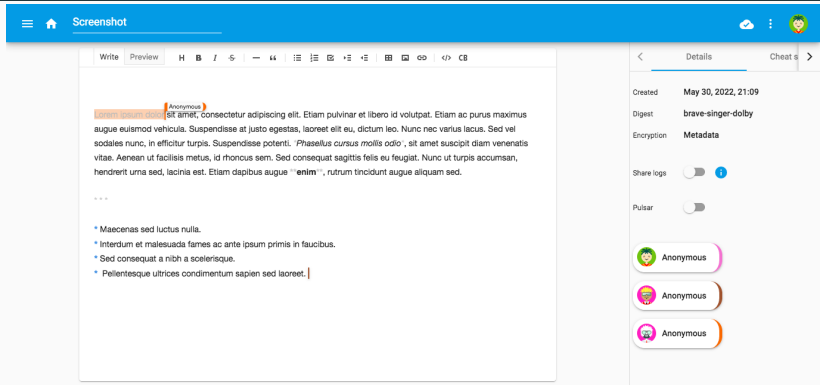 Screenshot
Write Preview H B I S — “ </> CB
Anonymous
Lorem ipsum dolor sit amet, consectetur adipiscing elit. Etiam pulvinar et libero id volutpat. Etiam ac purus maximus
augue euismod vehicula. Suspendisse at justo egestas, laoreet elit eu, dictum leo. Nunc nec varius lacus. Sed vel
sodales nunc, in efficitur turpis. Suspendisse potenti. *Phasellus cursus mollis odio*, sit amet suscipit diam venenatis
vitae. Aenean ut facilisis metus, id rhoncus sem. Sed consequat sagittis felis eu feugiat. Nunc ut turpis accumsan,
hendrerit urna sed, lacinia est. Etiam dapibus augue **enim**, rutrum tincidunt augue aliquam sed.
***
* Maecenas sed luctus nulla.
* Interdum et malesuada fames ac ante ipsum primis in faucibus.
* Sed consequat a nibh a scelerisque.
* Pellentesque ultrices condimentum sapien sed laoreet.
Details Cheat s
Created May 30, 2022, 21:09
Digest brave-singer-dolby
Encryption Metadata
Share logs
Pulsar
Anonymous
Anonymous
Anonymous